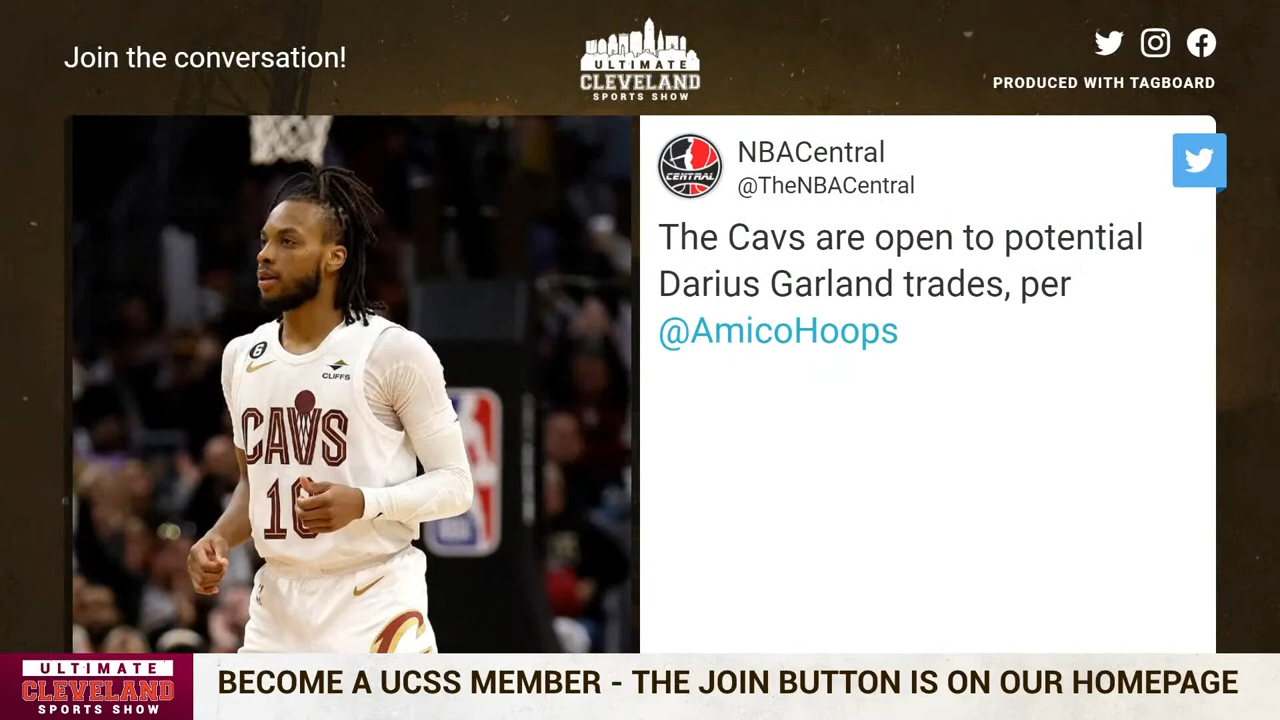 Join the conversation!
ULTIMATE
CLEVELAND
SPORTS SHOW
PRODUCED WITH TAGBOARD
CENTRAL
NBACentral
@TheNBACentral
The Cavs are open to potential
Darius Garland trades, per
@AmicoHoops
6
CLIFFS
CAVS
10
ULTIMATE
CLEVELAND
SPORTS SHOW
BECOME A UCSS MEMBER - THE JOIN BUTTON IS ON OUR HOMEPAGE